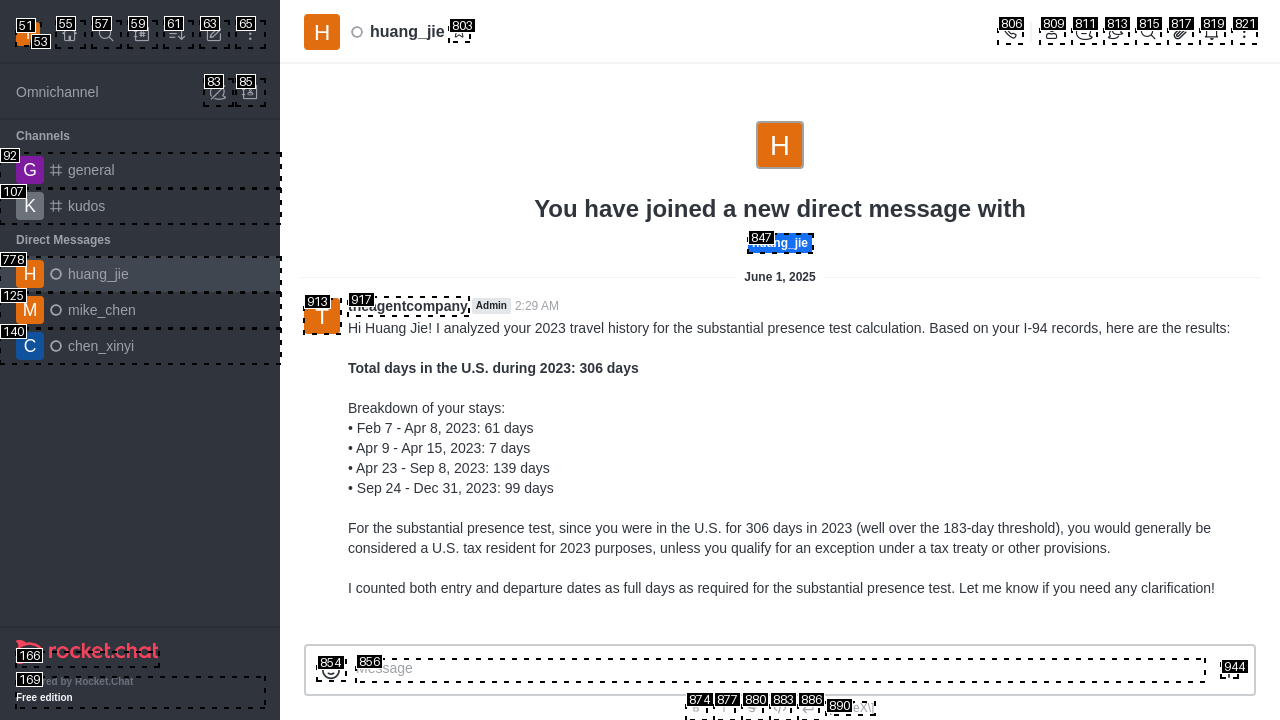 51
53
55
57
59
61
63
65
H
huang_jie
803
806
809
811
813
815
817
819
821
Omnichannel
83
85
Channels
92
G
general
107
K
kudos
Direct Messages
778
H
huang_jie
125
M
mike_chen
140
C
chen_xinyi
166
rocket.chat
169
by Rocket.Chat
Free edition
H
You have joined a new direct message with
847
huang_jie
June 1, 2025
913
T
917
theagentcompany
Admin
2:29 AM
Hi Huang Jie! I analyzed your 2023 travel history for the substantial presence test calculation. Based on your I-94 records, here are the results:
Total days in the U.S. during 2023: 306 days
Breakdown of your stays:
• Feb 7 - Apr 8, 2023: 61 days
• Apr 9 - Apr 15, 2023: 7 days
• Apr 23 - Sep 8, 2023: 139 days
• Sep 24 - Dec 31, 2023: 99 days
For the substantial presence test, since you were in the U.S. for 306 days in 2023 (well over the 183-day threshold), you would generally be
considered a U.S. tax resident for 2023 purposes, unless you qualify for an exception under a tax treaty or other provisions.
I counted both entry and departure dates as full days as required for the substantial presence test. Let me know if you need any clarification!
854
856
Message
944
874
877
880
883
886
890